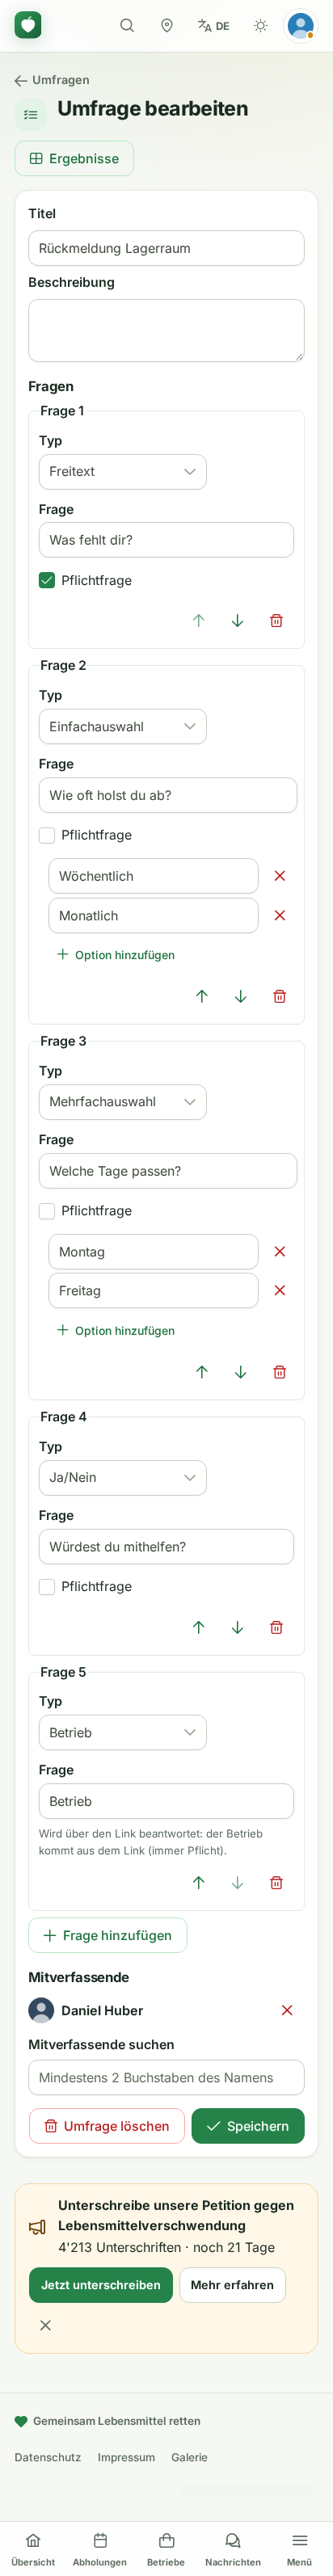 DE
Umfragen
Umfrage bearbeiten
Ergebnisse
Titel
Rückmeldung Lagerraum
Beschreibung
Fragen
Frage 1
Typ
Freitext
Frage
Was fehlt dir?
Pflichtfrage
Frage 2
Typ
Einfachauswahl
Frage
Wie oft holst du ab?
Pflichtfrage
Wöchentlich
Monatlich
Option hinzufügen
Frage 3
Typ
Mehrfachauswahl
Frage
Welche Tage passen?
Pflichtfrage
Montag
Freitag
Option hinzufügen
Frage 4
Typ
Ja/Nein
Frage
Würdest du mithelfen?
Pflichtfrage
Frage 5
Typ
Betrieb
Frage
Betrieb
Wird über den Link beantwortet: der Betrieb
kommt aus dem Link (immer Pflicht).
Frage hinzufügen
Mitverfassende
Daniel Huber
Mitverfassende suchen
Mindestens 2 Buchstaben des Namens
Umfrage löschen
Speichern
Unterschreibe unsere Petition gegen
Lebensmittelverschwendung
4'213 Unterschriften · noch 21 Tage
Jetzt unterschreiben
Mehr erfahren
Gemeinsam Lebensmittel retten
Datenschutz Impressum Galerie
Übersicht Abholungen Betriebe Nachrichten Menü